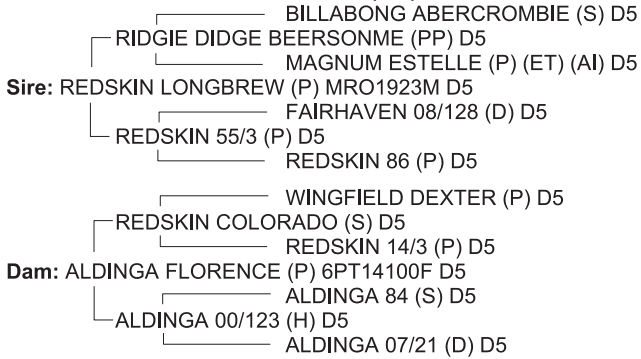 BILLABONG ABERCROMBIE (S) D5
RIDGIE DIDGE BEERSONME (PP) D5
MAGNUM ESTELLE (P) (ET) (AI) D5
Sire: REDSKIN LONGBREW (P) MRO1923M D5
FAIRHAVEN 08/128 (D) D5
REDSKIN 55/3 (P) D5
REDSKIN 86 (P) D5
WINGFIELD DEXTER (P) D5
REDSKIN COLORADO (S) D5
REDSKIN 14/3 (P) D5
Dam: ALDINGA FLORENCE (P) 6PT14100F D5
ALDINGA 84 (S) D5
ALDINGA 00/123 (H) D5
ALDINGA 07/21 (D) D5